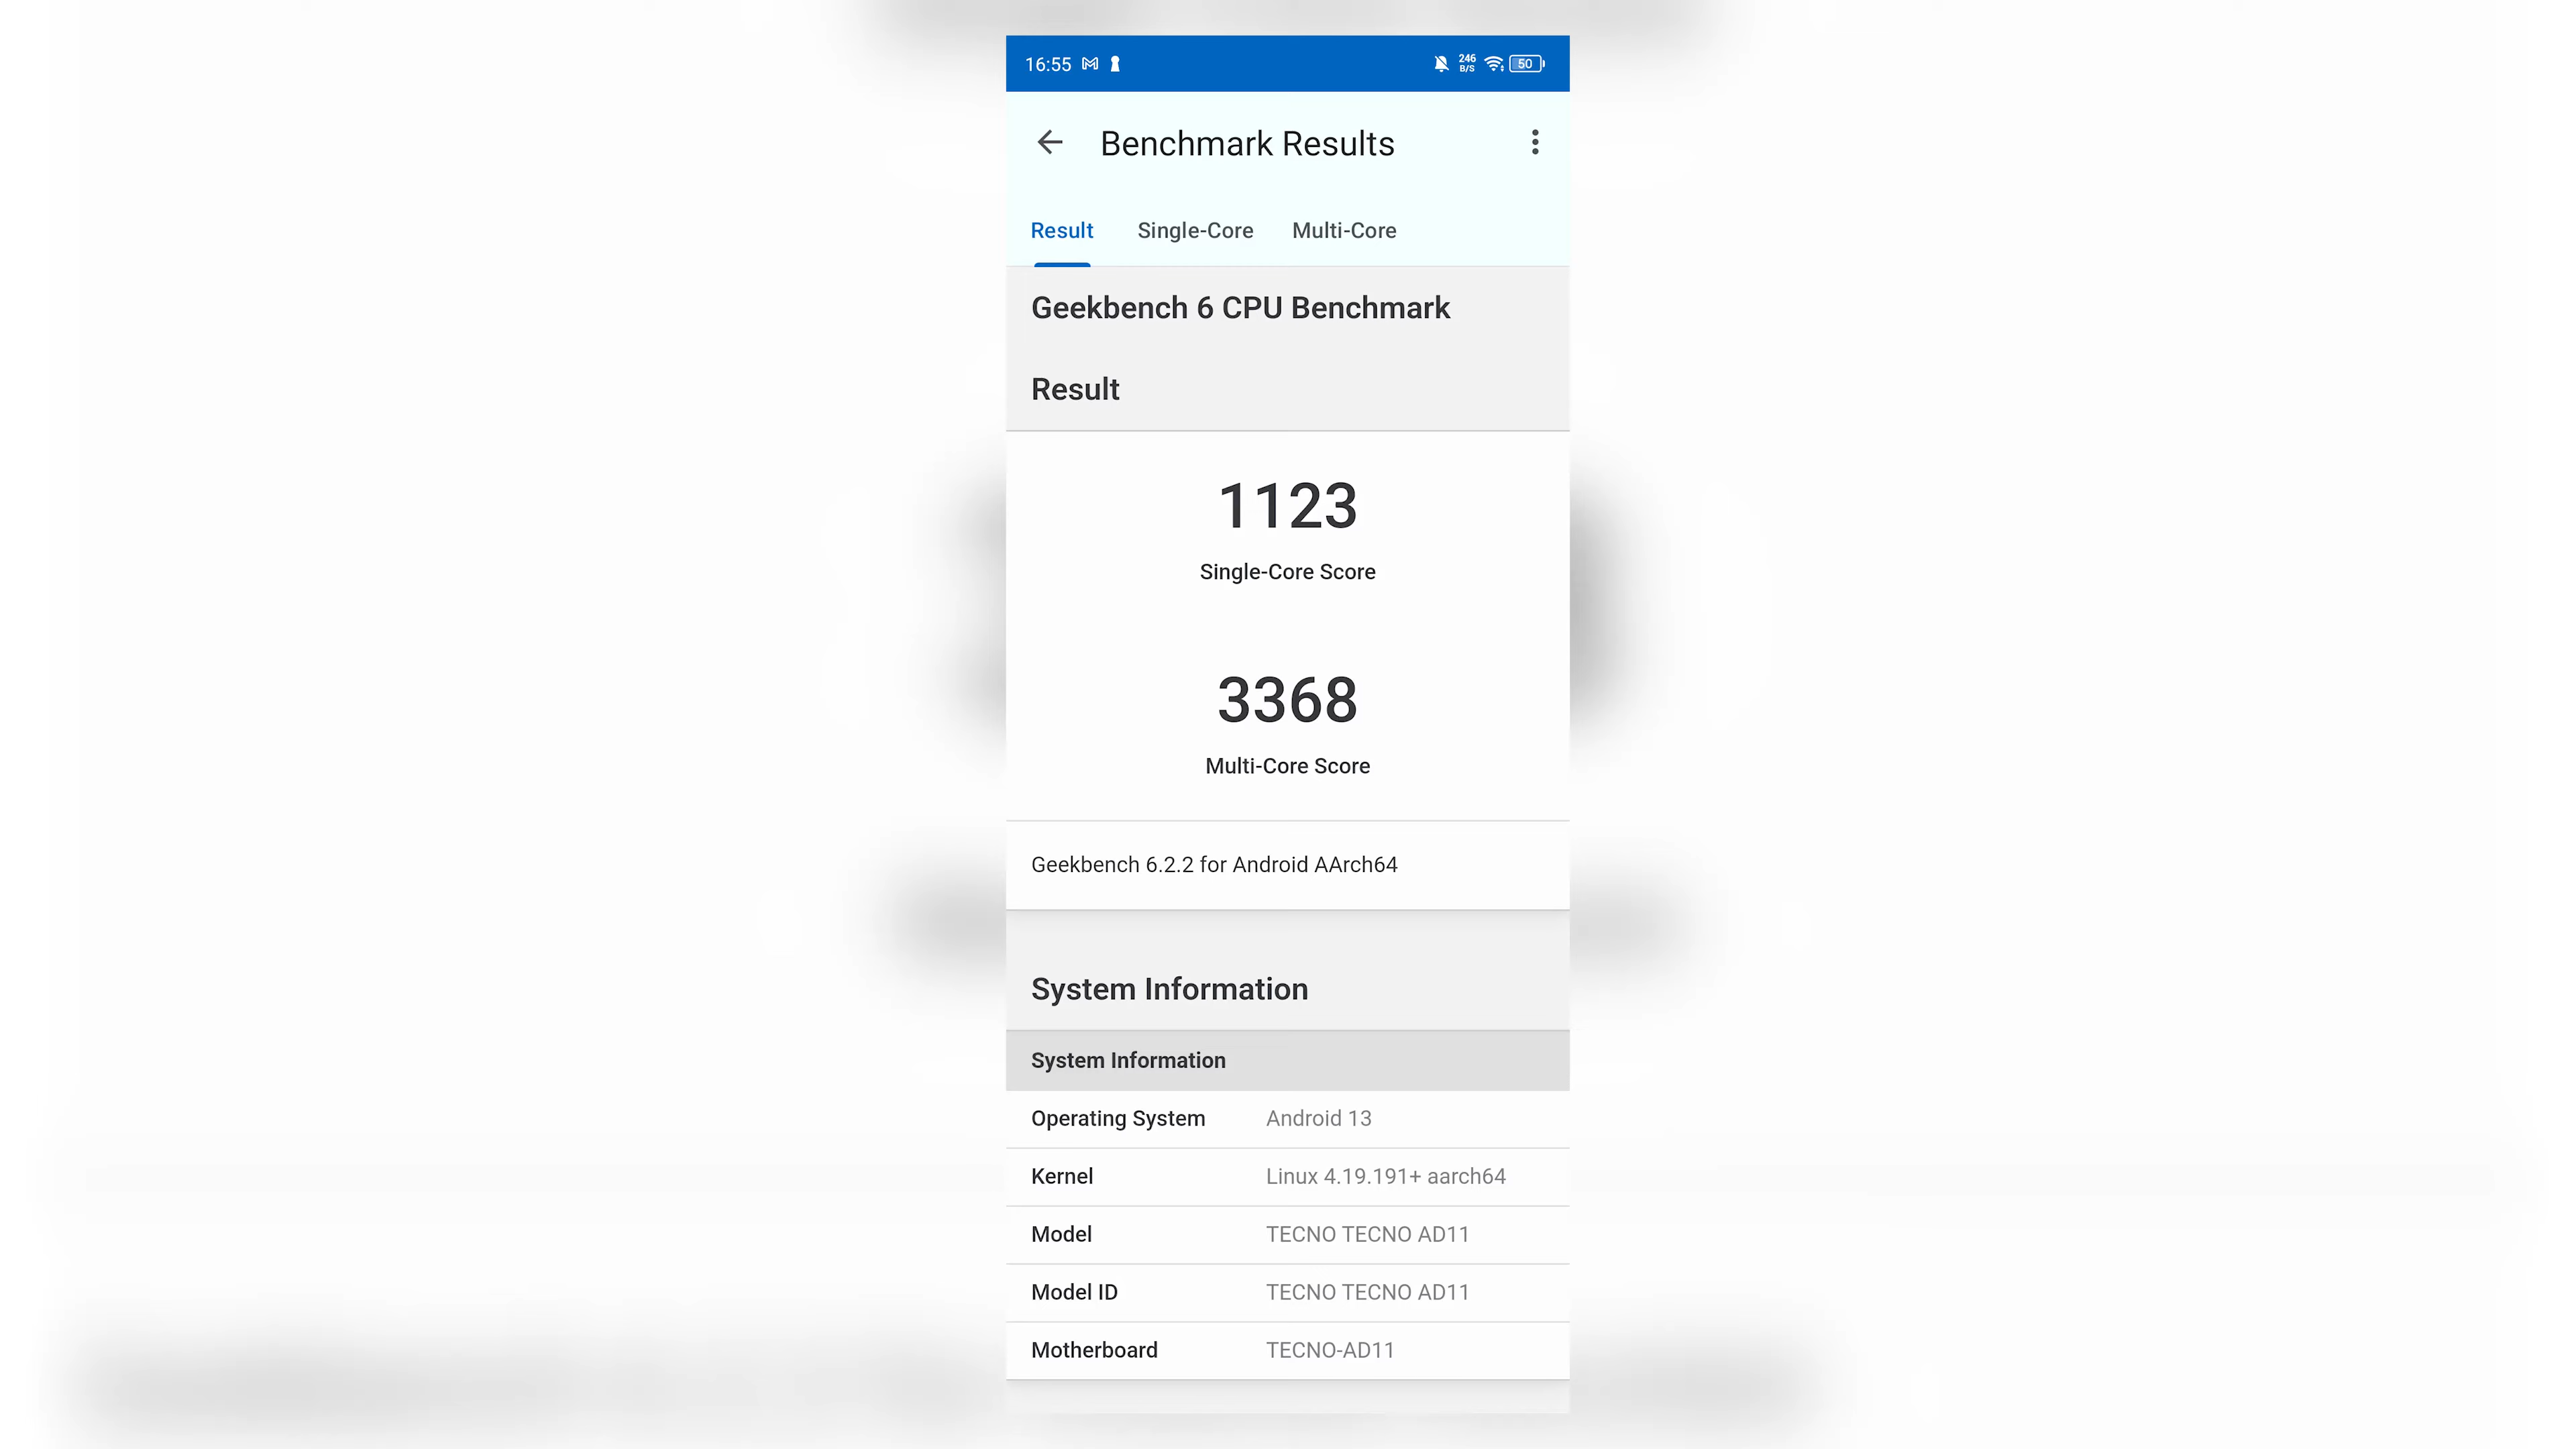 16:55 246 B/S 50
Benchmark Results
Result Single-Core Multi-Core
Geekbench 6 CPU Benchmark
Result
1123
Single-Core Score
3368
Multi-Core Score
Geekbench 6.2.2 for Android AArch64
System Information
System Information
Operating System Android 13
Kernel Linux 4.19.191+ aarch64
Model TECNO TECNO AD11
Model ID TECNO TECNO AD11
Motherboard TECNO-AD11